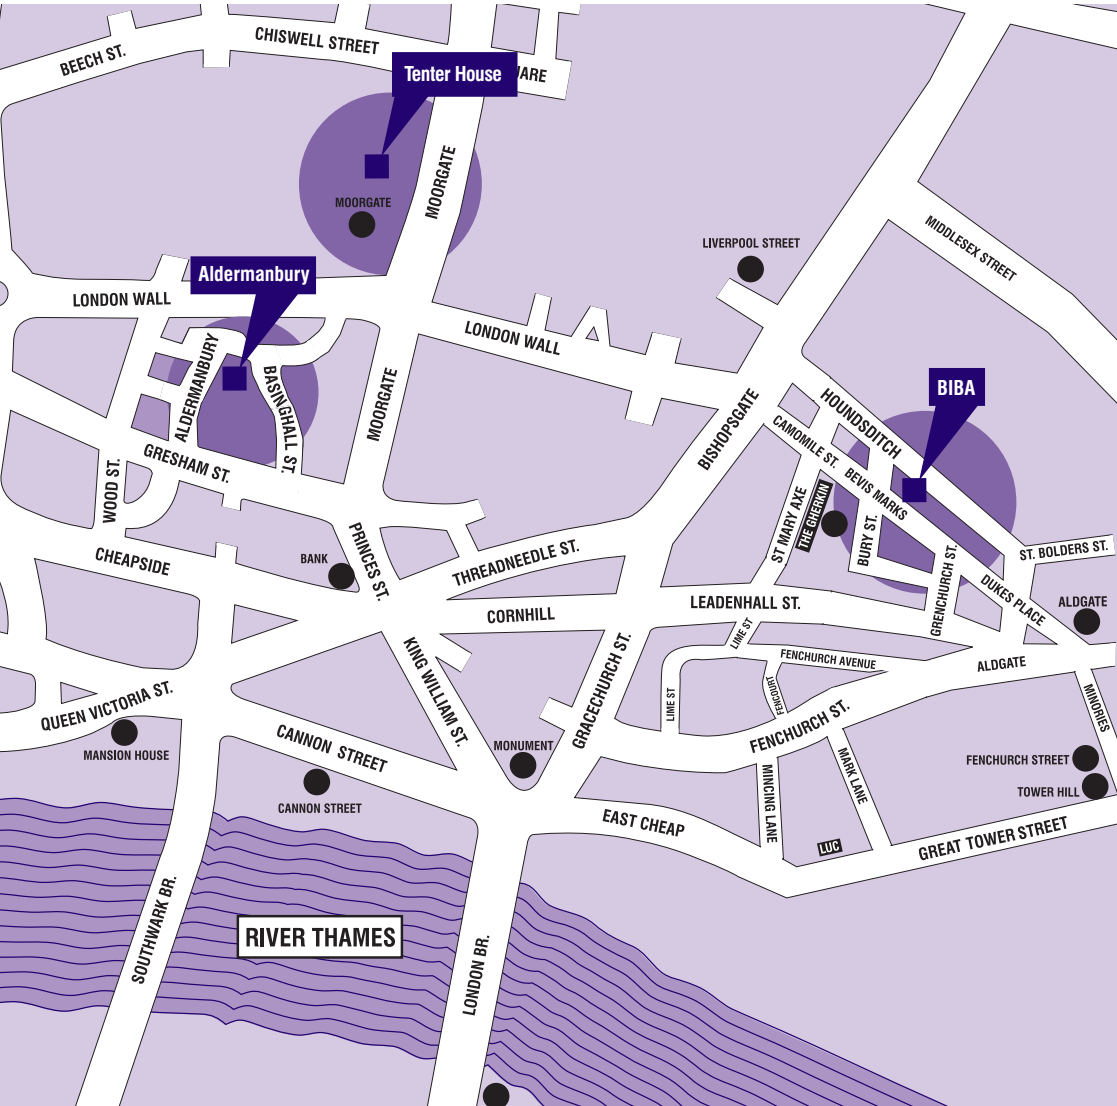 CHISWELL STREET
BEECH ST.
Tenter House
MOORGATE
MOORGATE
MIDDLESEX STREET
LIVERPOOL STREET
Aldermanbury
LONDON WALL
LONDON WALL
ALDERMANBURY
BASINGHALL ST.
MOORGATE
BISHOPSGATE
HOUNDSDITCH
BIBA
CAMOMILE ST.
BEVIS MARKS
GRESHAM ST.
WOOD ST.
ST MARY AXE
THE GHERKIN
BURY ST.
GRENCHURCH ST.
ST. BOLDERS ST.
CHEAPSIDE
BANK
PRINCES ST.
THREADNEEDLE ST.
CORNHILL
LEADENHALL ST.
DUKES PLACE
ALDGATE
LIME ST
FENCHURCH AVENUE
ALDGATE
KING WILLIAM ST.
GRACECHURCH ST.
LIME ST
FENCOURT
MINORIES
QUEEN VICTORIA ST.
MANSION HOUSE
CANNON STREET
MONUMENT
FENCHURCH ST.
FENCHURCH STREET
TOWER HILL
CANNON STREET
MINCING LANE
MARK LANE
EAST CHEAP
LUC
GREAT TOWER STREET
SOUTHWARK BR.
RIVER THAMES
LONDON BR.